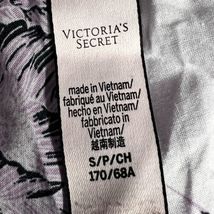 VICTORIA'S
SECRET
made in Vietnam/
fabriqué au Vietnam/
hecho en Vietnam/
fabbricato in
Vietnam/
越南制造
S/P/CH
170/68A